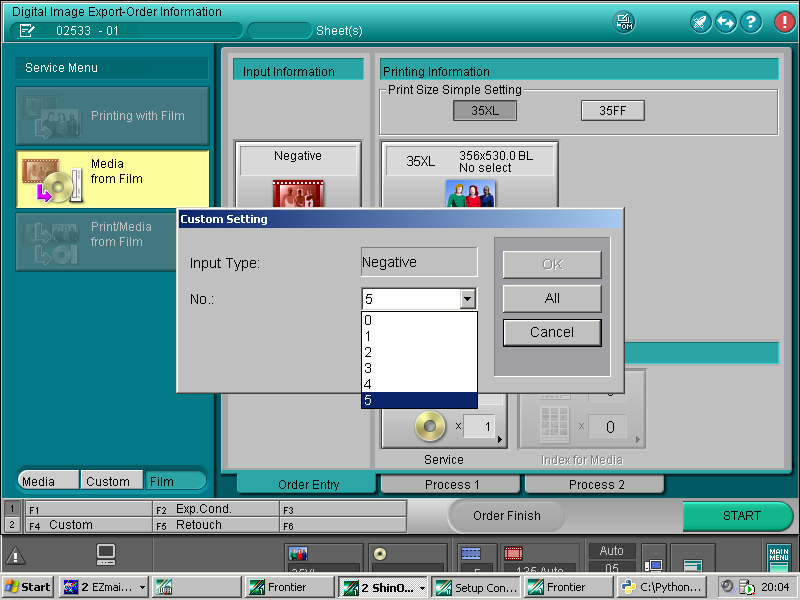 Digital Image Export-Order Information
02533 - 01
Sheet(s)
Service Menu
Printing with Film
Media
from Film
Print/Media
from Film
Media
Custom
Film
Input Information
Negative
Printing Information
Print Size Simple Setting
35XL
35FF
35XL
356x530.0 BL
No select
Custom Setting
Input Type:
Negative
No.:
5
0
1
2
3
4
5
OK
All
Cancel
x 1
x 0
Service
Index for Media
Order Entry
Process 1
Process 2
1
2
F1
F2 Exp.Cond.
F3
F4 Custom
F5 Retouch
F6
Order Finish
START
135 Auto
Auto
05
MAIN
MENU
Start
2 EZmai...
Frontier
2 ShinO...
Setup Con...
Frontier
C:\Python...
20:04